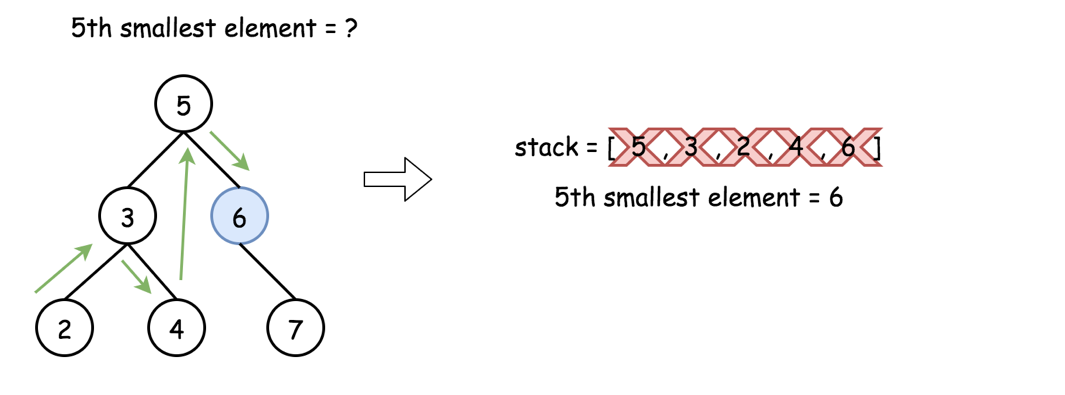 5th smallest element = ?
5
3
6
2
4
7
stack = [ 5 , 3 , 2 , 4 , 6 ]
5th smallest element = 6